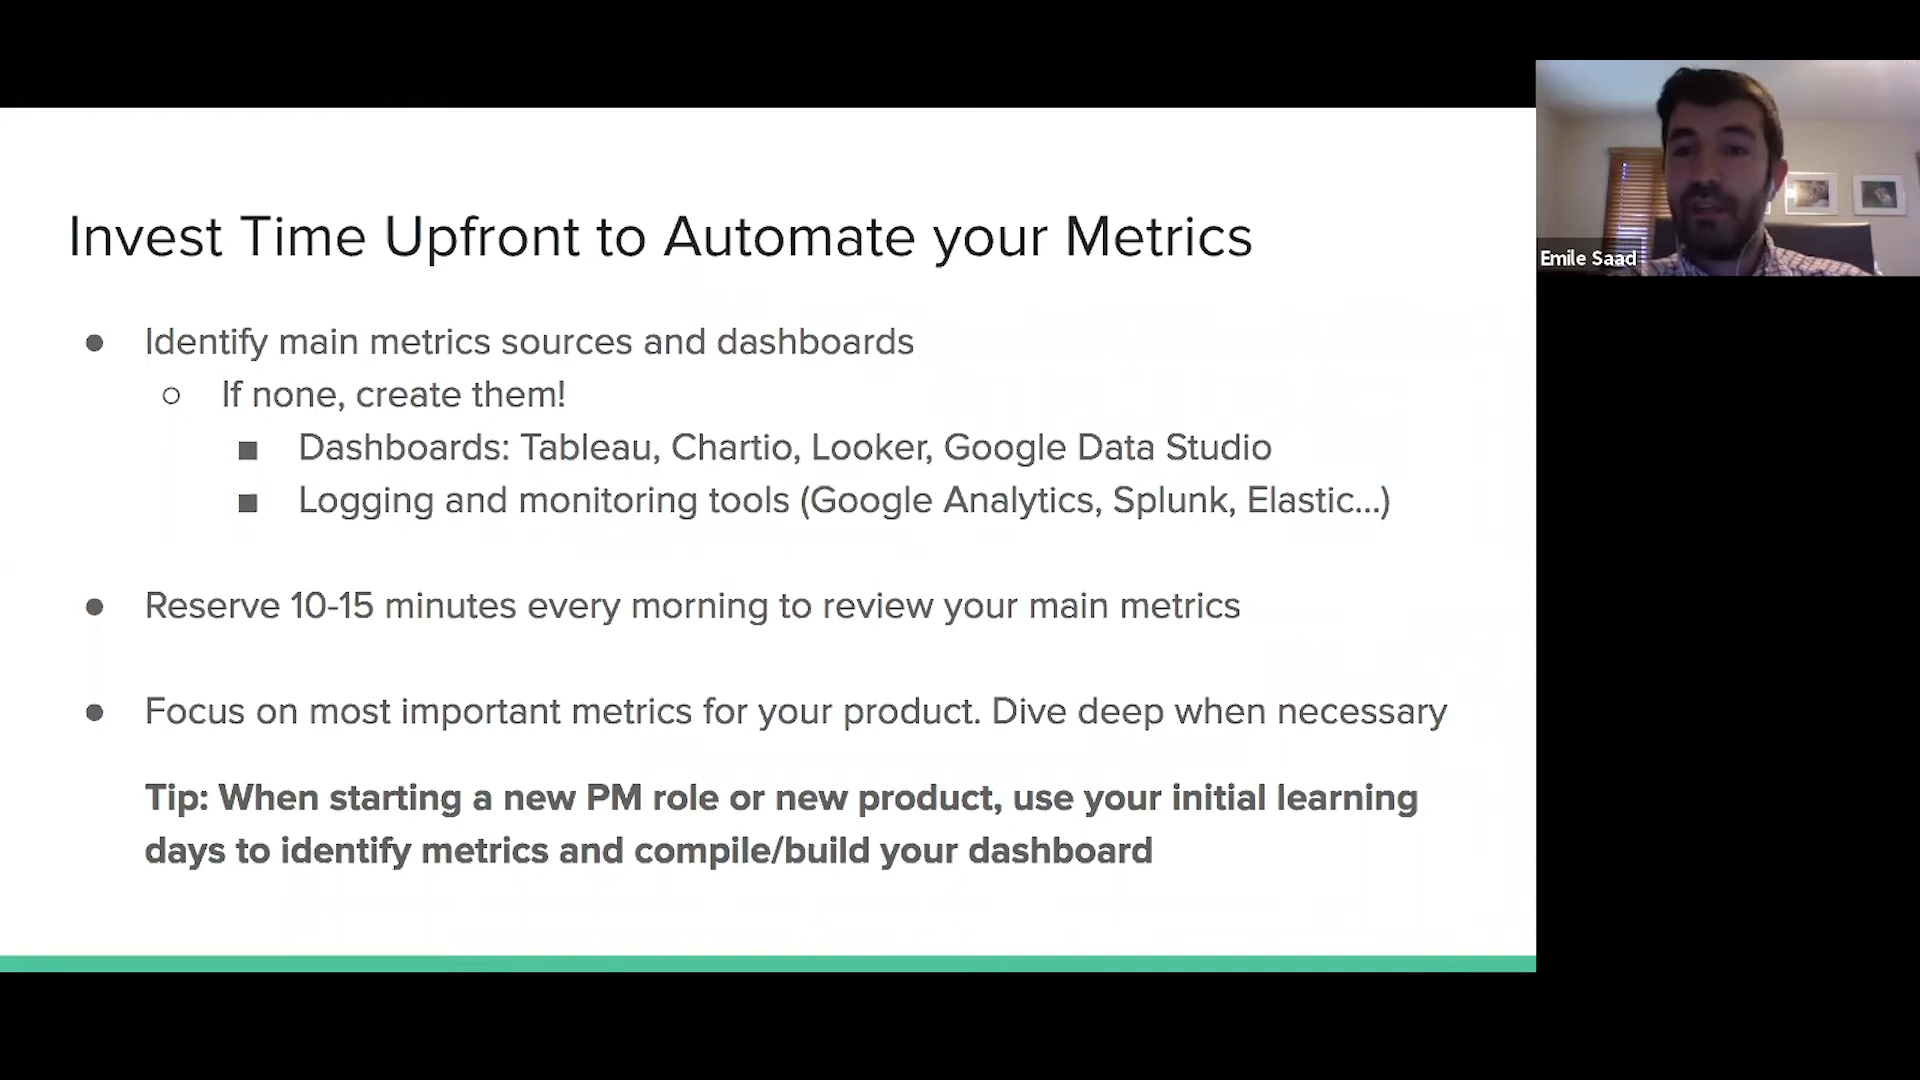 Invest Time Upfront to Automate your Metrics
● Identify main metrics sources and dashboards
○ If none, create them!
■ Dashboards: Tableau, Chartio, Looker, Google Data Studio
■ Logging and monitoring tools (Google Analytics, Splunk, Elastic...)
● Reserve 10-15 minutes every morning to review your main metrics
● Focus on most important metrics for your product. Dive deep when necessary
Tip: When starting a new PM role or new product, use your initial learning
days to identify metrics and compile/build your dashboard
Emile Saad